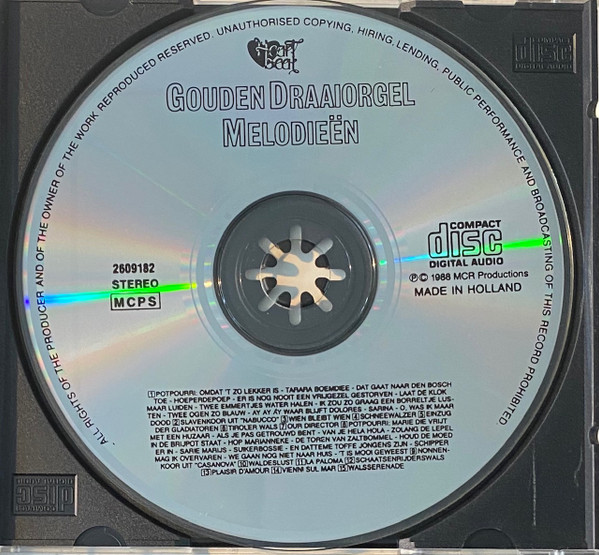 ALL RIGHTS OF THE PRODUCER AND OF THE OWNER OF THE WORK REPRODUCED RESERVED. UNAUTHORISED COPYING, HIRING, LENDING, PUBLIC PERFORMANCE AND BROADCASTING OF THIS RECORD PROHIBITED
Heart
beat
GOUDEN DRAAIORGEL
MELODIEËN
COMPACT
disc
DIGITAL AUDIO
2609182
STEREO
MCPS
COMPACT
disc
DIGITAL AUDIO
℗© 1988 MCR Productions
MADE IN HOLLAND
1 POTPOURRI: OMDAT 'T ZO LEKKER IS - TARARA BOEMDIEE - DAT GAAT NAAR DEN BOSCH
TOE - HOEPERDEPOEP - ER IS NOG NOOIT EEN VRIJGEZEL GESTORVEN - LAAT DE KLOK
MAAR LUIDEN - TWEE EMMERTJES WATER HALEN - IK ZOU ZO GRAAG EEN BORRELTJE LUS-
TEN - TWEE OGEN ZO BLAUW - AY AY AY WAAR BLIJFT DOLORES - SARINA - O, WAS IK MAAR
DOOD 2 SLAVENKOOR UIT "NABUCCO" 3 WIEN BLEIBT WIEN 4 SCHNEEWALZER 5 EINZUG
DER GLADIATOREN 6 TIROLER WALS 7 OUR DIRECTOR 8 POTPOURRI: MARIE DIE VRIJT
MET EEN HUZAAR - ALS JE PAS GETROUWD BENT - VAN JE HELA HOLA - ZOLANG DE LEPEL
IN DE BRIJPOT STAAT - HOP MARJANNEKE - DE TOREN VAN ZALTBOMMEL - HOUD DE MOED
ER IN - SARIE MARIJS - SUIKERBOSSIE - EN DATTEME TOFFE JONGENS ZIJN - SCHIPPER
MAG IK OVERVAREN - WE GAAN NOG NIET NAAR HUIS - 'T IS MOOI GEWEEST 9 NONNEN-
KOOR UIT "CASANOVA" 10 WALDESLUST 11 LA PALOMA 12 SCHAATSENRIJDERSWALS
13 PLAISIR D'AMOUR 14 VIENNI SUL MAR 15 WALSSERENADE
COMPACT
disc
DIGITAL AUDIO